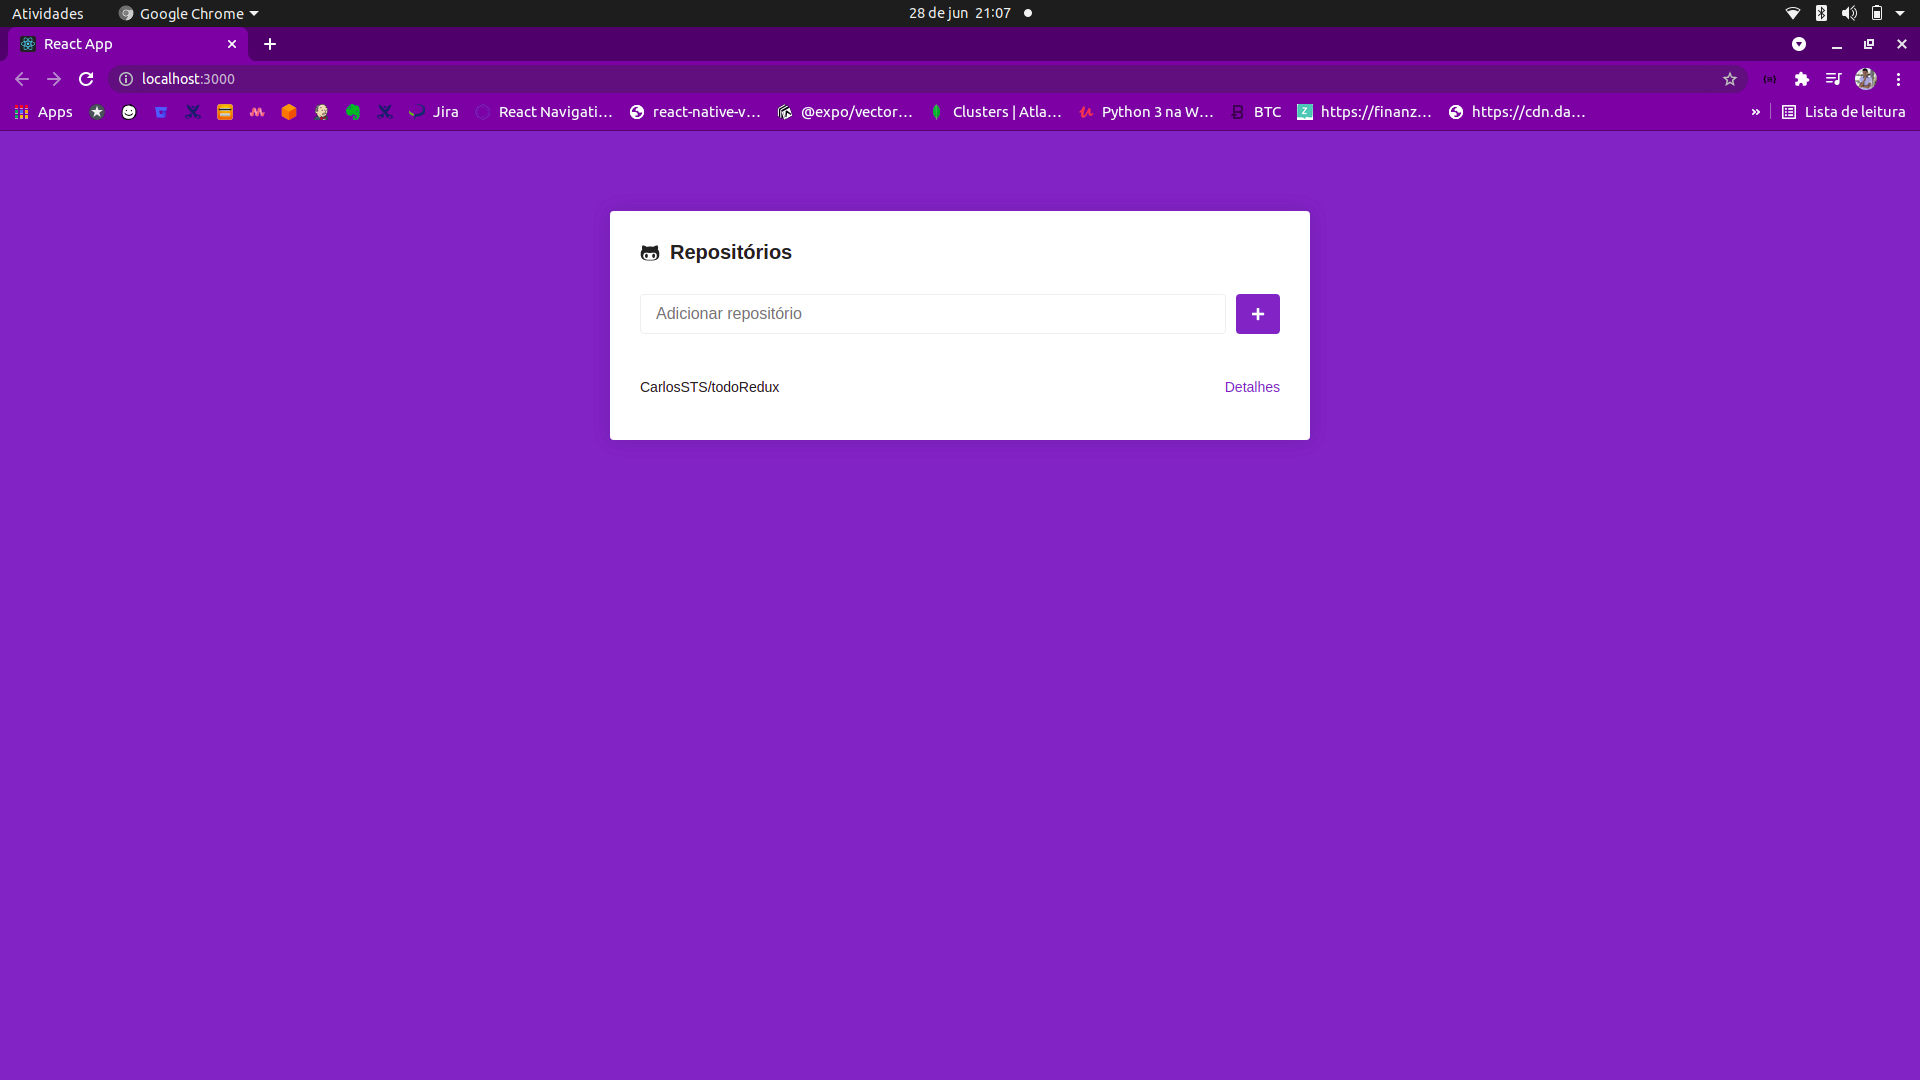 Atividades Google Chrome 28 de jun 21:07
React App
localhost:3000
Apps Jira React Navigati... react-native-v... @expo/vector... Clusters | Atla... Python 3 na W... BTC https://finanz... https://cdn.da... » Lista de leitura
Repositórios
Adicionar repositório
CarlosSTS/todoRedux Detalhes